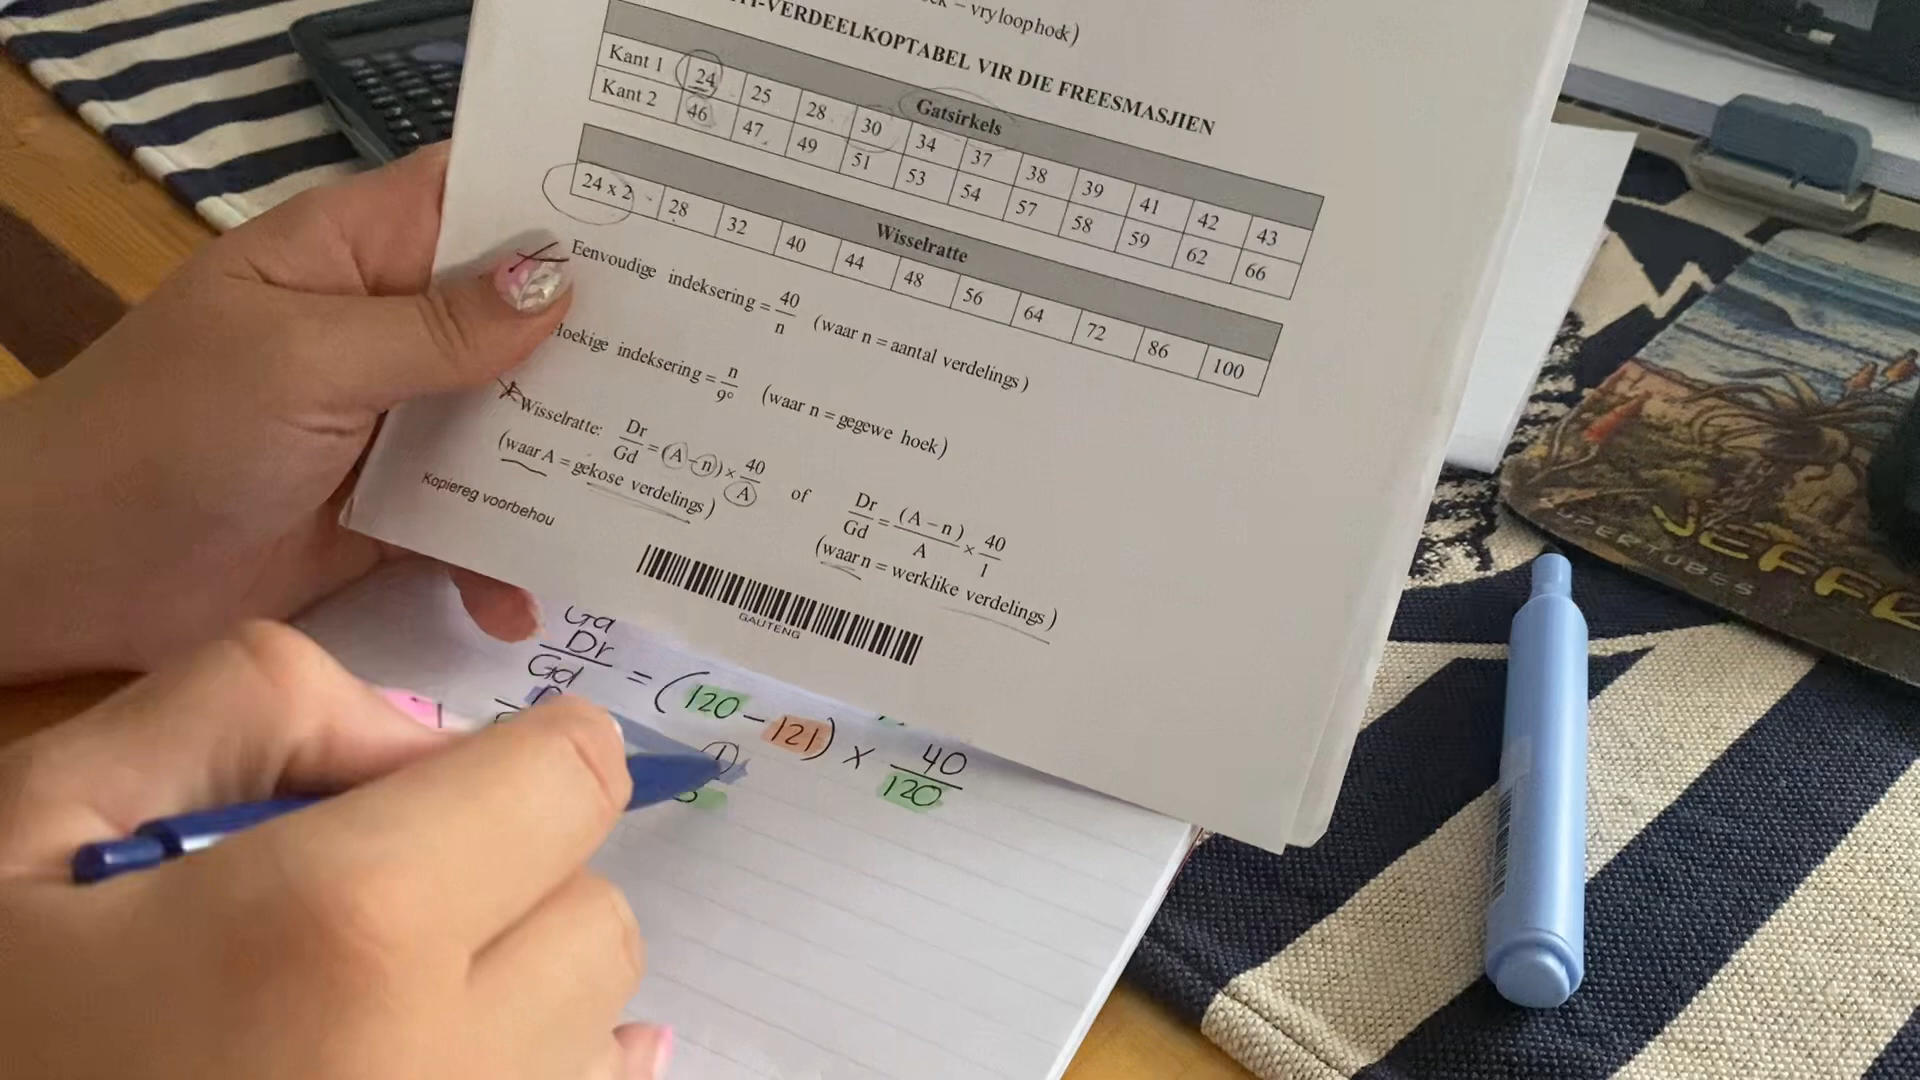 – vryloophoek)
-VERDEELKOPTABEL VIR DIE FREESMASJIEN
Gatsirkels
Kant 1 24 25 28 30 34 37 38 39 41 42 43
Kant 2 46 47 49 51 53 54 57 58 59 62 66
Wisselratte
24 x 2 28 32 40 44 48 56 64 72 86 100
Eenvoudige indeksering = 40/n (waar n = aantal verdelings)
Hoekige indeksering = n/9° (waar n = gegewe hoek)
Wisselratte: Dr/Gd = (A – n) × 40/A of Dr/Gd = (A – n)/A × 40/1
(waar A = gekose verdelings) (waar n = werklike verdelings)
Kopiereg voorbehou
GAUTENG
Dr/Gd = (120 – 121) × 40/120
JEFFE
SUPERTUBES